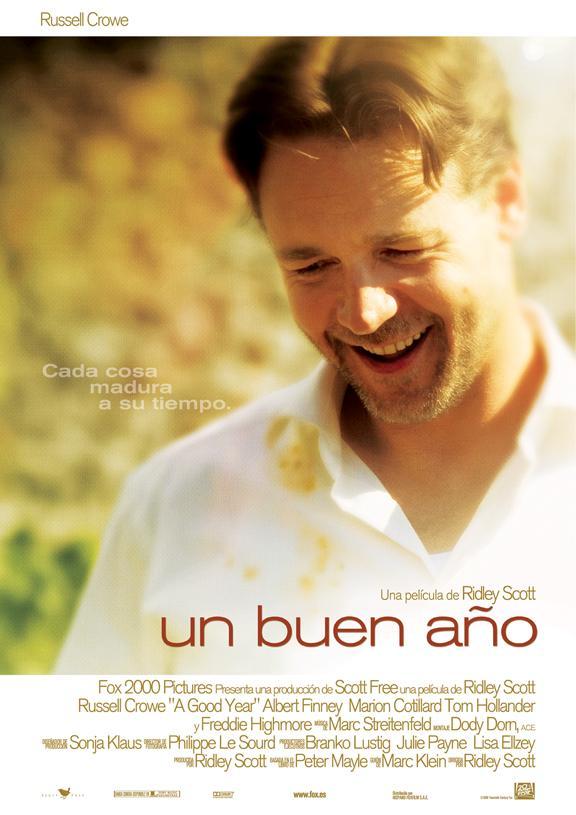 Russell Crowe
Cada cosa
madura
a su tiempo.
Una película de Ridley Scott
un buen año
Fox 2000 Pictures Presenta una producción de Scott Free una película de Ridley Scott
Russell Crowe "A Good Year" Albert Finney Marion Cotillard Tom Hollander
y Freddie Highmore Marc Streitenfeld MONTAJE Dody Dorn, A.C.E.
Sonja Klaus Philippe Le Sourd Branko Lustig Julie Payne Lisa Ellzey
Ridley Scott Peter Mayle Marc Klein Ridley Scott
www.fox.es